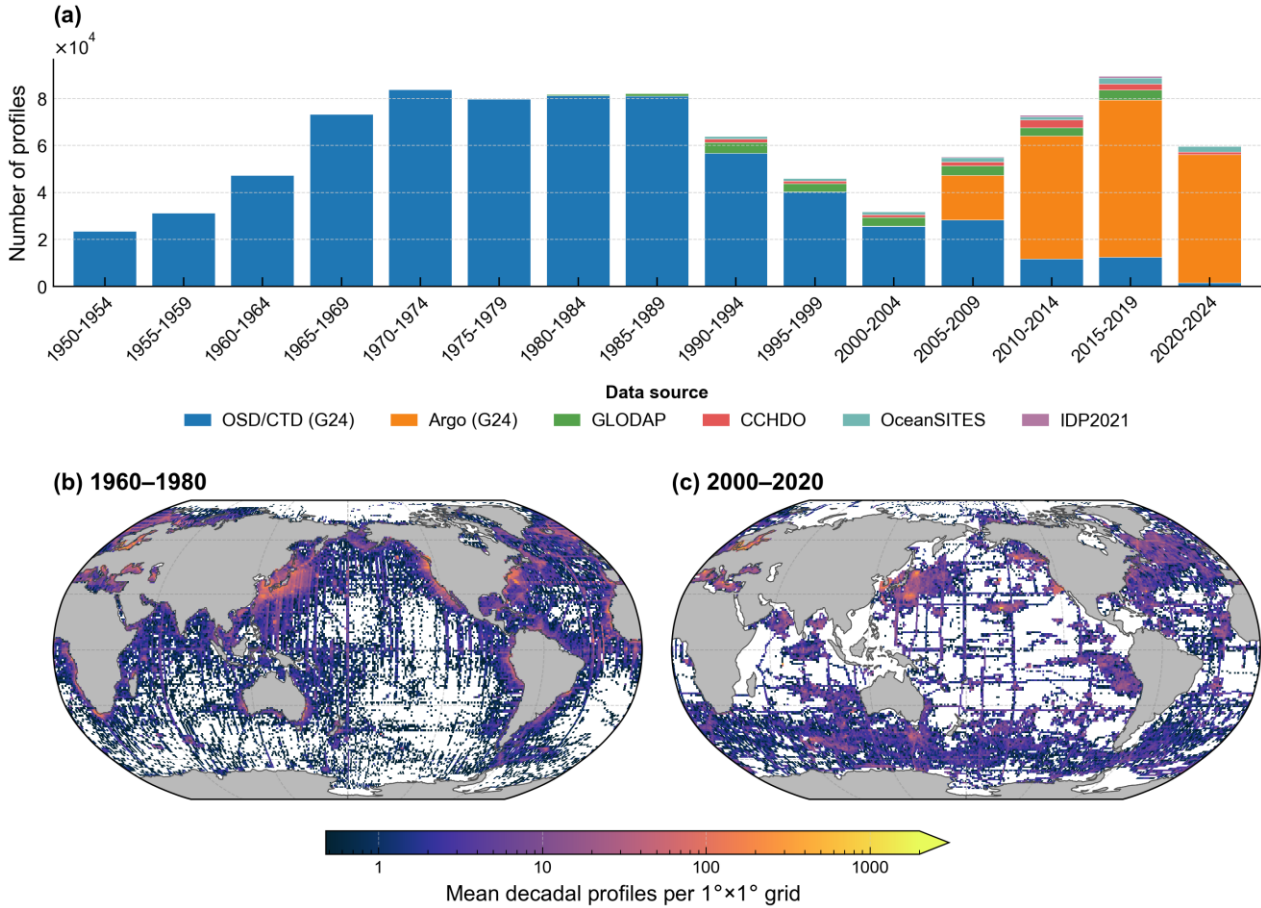 (a)
×10⁴
Number of profiles
8
6
4
2
0
1950-1954
1955-1959
1960-1964
1965-1969
1970-1974
1975-1979
1980-1984
1985-1989
1990-1994
1995-1999
2000-2004
2005-2009
2010-2014
2015-2019
2020-2024
Data source
OSD/CTD (G24) Argo (G24) GLODAP CCHDO OceanSITES IDP2021
(b) 1960–1980
(c) 2000–2020
1 10 100 1000
Mean decadal profiles per 1°×1° grid